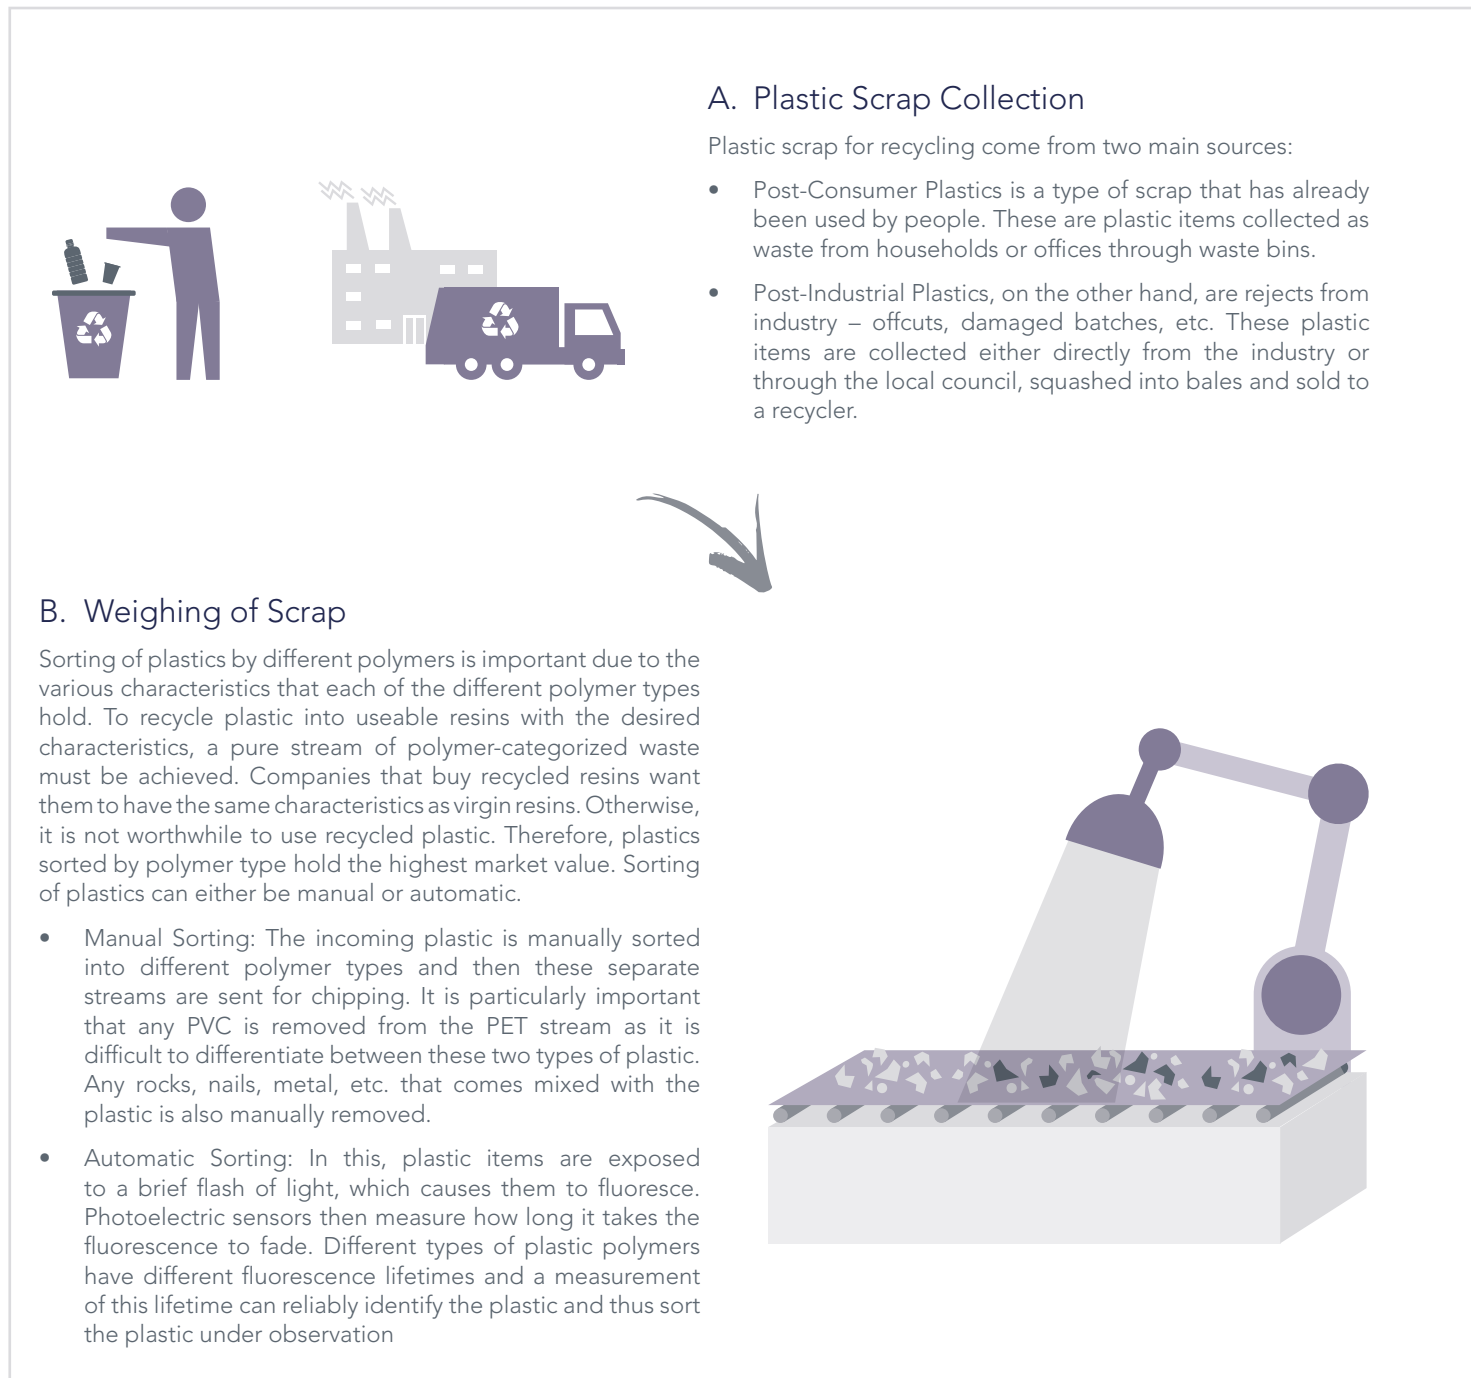 A. Plastic Scrap Collection
Plastic scrap for recycling come from two main sources:
• Post-Consumer Plastics is a type of scrap that has already
been used by people. These are plastic items collected as
waste from households or offices through waste bins.
• Post-Industrial Plastics, on the other hand, are rejects from
industry – offcuts, damaged batches, etc. These plastic
items are collected either directly from the industry or
through the local council, squashed into bales and sold to
a recycler.
B. Weighing of Scrap
Sorting of plastics by different polymers is important due to the
various characteristics that each of the different polymer types
hold. To recycle plastic into useable resins with the desired
characteristics, a pure stream of polymer-categorized waste
must be achieved. Companies that buy recycled resins want
them to have the same characteristics as virgin resins. Otherwise,
it is not worthwhile to use recycled plastic. Therefore, plastics
sorted by polymer type hold the highest market value. Sorting
of plastics can either be manual or automatic.
• Manual Sorting: The incoming plastic is manually sorted
into different polymer types and then these separate
streams are sent for chipping. It is particularly important
that any PVC is removed from the PET stream as it is
difficult to differentiate between these two types of plastic.
Any rocks, nails, metal, etc. that comes mixed with the
plastic is also manually removed.
• Automatic Sorting: In this, plastic items are exposed
to a brief flash of light, which causes them to fluoresce.
Photoelectric sensors then measure how long it takes the
fluorescence to fade. Different types of plastic polymers
have different fluorescence lifetimes and a measurement
of this lifetime can reliably identify the plastic and thus sort
the plastic under observation